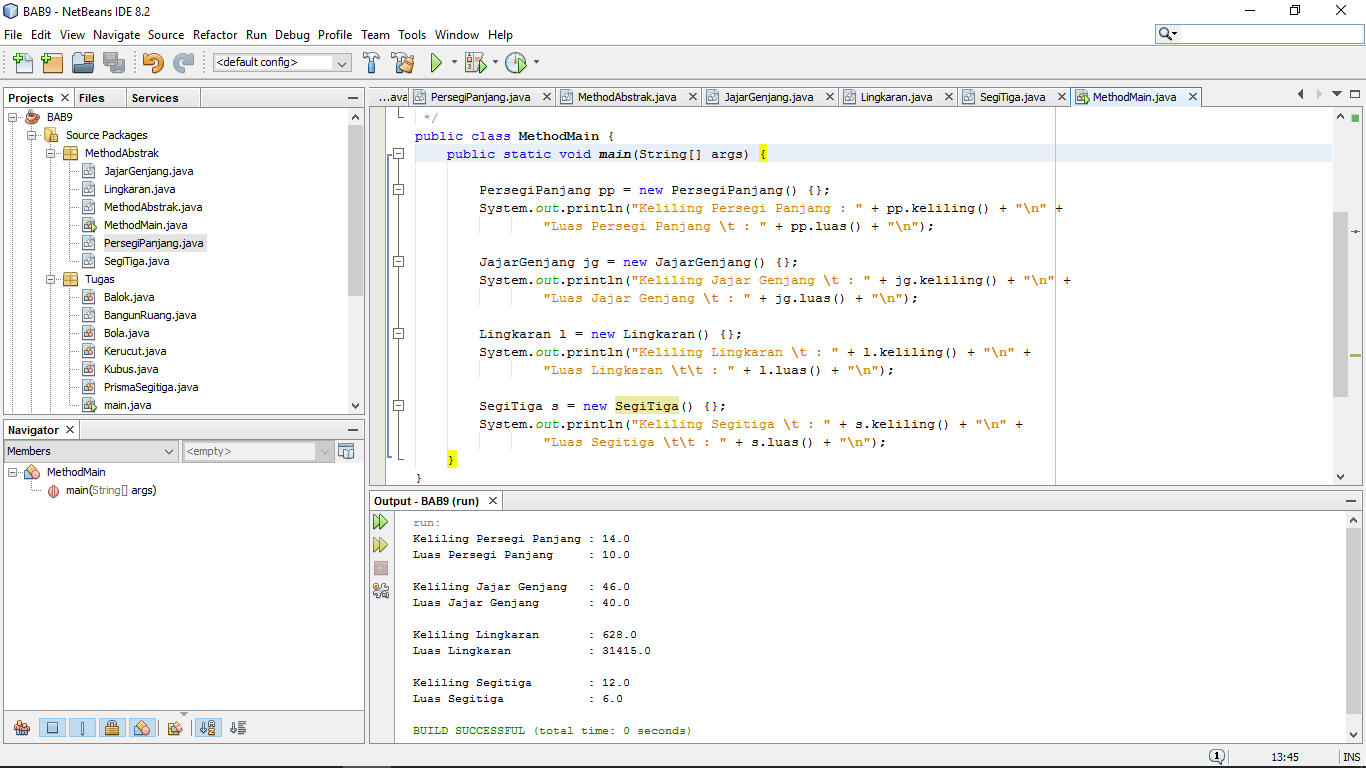 BAB9 - NetBeans IDE 8.2
File Edit View Navigate Source Refactor Run Debug Profile Team Tools Window Help
<default config>
Projects Files Services
BAB9
Source Packages
MethodAbstrak
JajarGenjang.java
Lingkaran.java
MethodAbstrak.java
MethodMain.java
PersegiPanjang.java
SegiTiga.java
Tugas
Balok.java
BangunRuang.java
Bola.java
Kerucut.java
Kubus.java
PrismaSegitiga.java
main.java
Navigator
Members <empty>
MethodMain
main(String[] args)
...ava PersegiPanjang.java MethodAbstrak.java JajarGenjang.java Lingkaran.java SegiTiga.java MethodMain.java
*/
public class MethodMain {
public static void main(String[] args) {
PersegiPanjang pp = new PersegiPanjang() {};
System.out.println("Keliling Persegi Panjang : " + pp.keliling() + "\n" +
"Luas Persegi Panjang \t : " + pp.luas() + "\n");
JajarGenjang jg = new JajarGenjang() {};
System.out.println("Keliling Jajar Genjang \t : " + jg.keliling() + "\n" +
"Luas Jajar Genjang \t : " + jg.luas() + "\n");
Lingkaran l = new Lingkaran() {};
System.out.println("Keliling Lingkaran \t : " + l.keliling() + "\n" +
"Luas Lingkaran \t\t : " + l.luas() + "\n");
SegiTiga s = new SegiTiga() {};
System.out.println("Keliling Segitiga \t : " + s.keliling() + "\n" +
"Luas Segitiga \t\t : " + s.luas() + "\n");
}
}
Output - BAB9 (run)
run:
Keliling Persegi Panjang : 14.0
Luas Persegi Panjang : 10.0
Keliling Jajar Genjang : 46.0
Luas Jajar Genjang : 40.0
Keliling Lingkaran : 628.0
Luas Lingkaran : 31415.0
Keliling Segitiga : 12.0
Luas Segitiga : 6.0
BUILD SUCCESSFUL (total time: 0 seconds)
1 13:45 INS